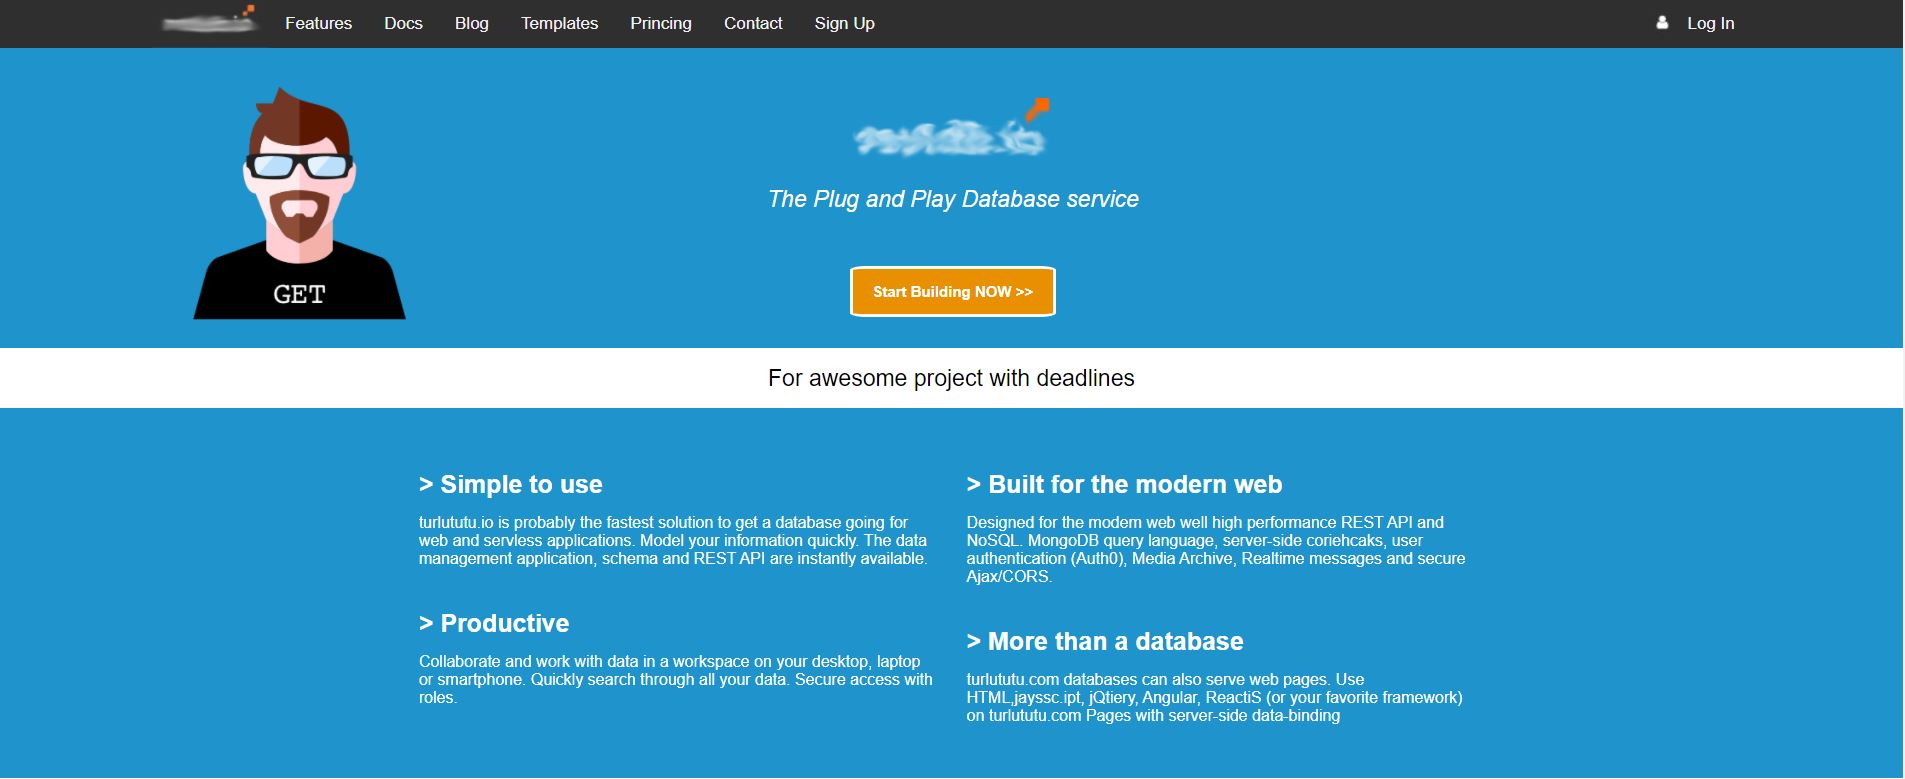 Features Docs Blog Templates Princing Contact Sign Up Log In
The Plug and Play Database service
Start Building NOW >>
GET
For awesome project with deadlines
> Simple to use
turlututu.io is probably the fastest solution to get a database going for
web and servless applications. Model your information quickly. The data
management application, schema and REST API are instantly available.
> Productive
Collaborate and work with data in a workspace on your desktop, laptop
or smartphone. Quickly search through all your data. Secure access with
roles.
> Built for the modern web
Designed for the modem web well high performance REST API and
NoSQL. MongoDB query language, server-side coriehcaks, user
authentication (Auth0), Media Archive, Realtime messages and secure
Ajax/CORS.
> More than a database
turlututu.com databases can also serve web pages. Use
HTML,jayssc.ipt, jQtiery, Angular, ReactiS (or your favorite framework)
on turlututu.com Pages with server-side data-binding